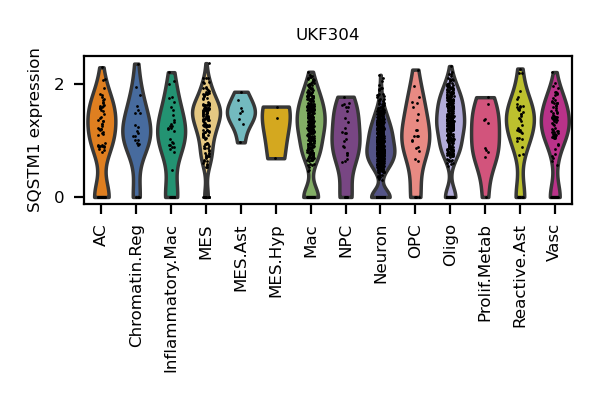 UKF304
SQSTM1 expression
2
0
AC
Chromatin.Reg
Inflammatory.Mac
MES
MES.Ast
MES.Hyp
Mac
NPC
Neuron
OPC
Oligo
Prolif.Metab
Reactive.Ast
Vasc